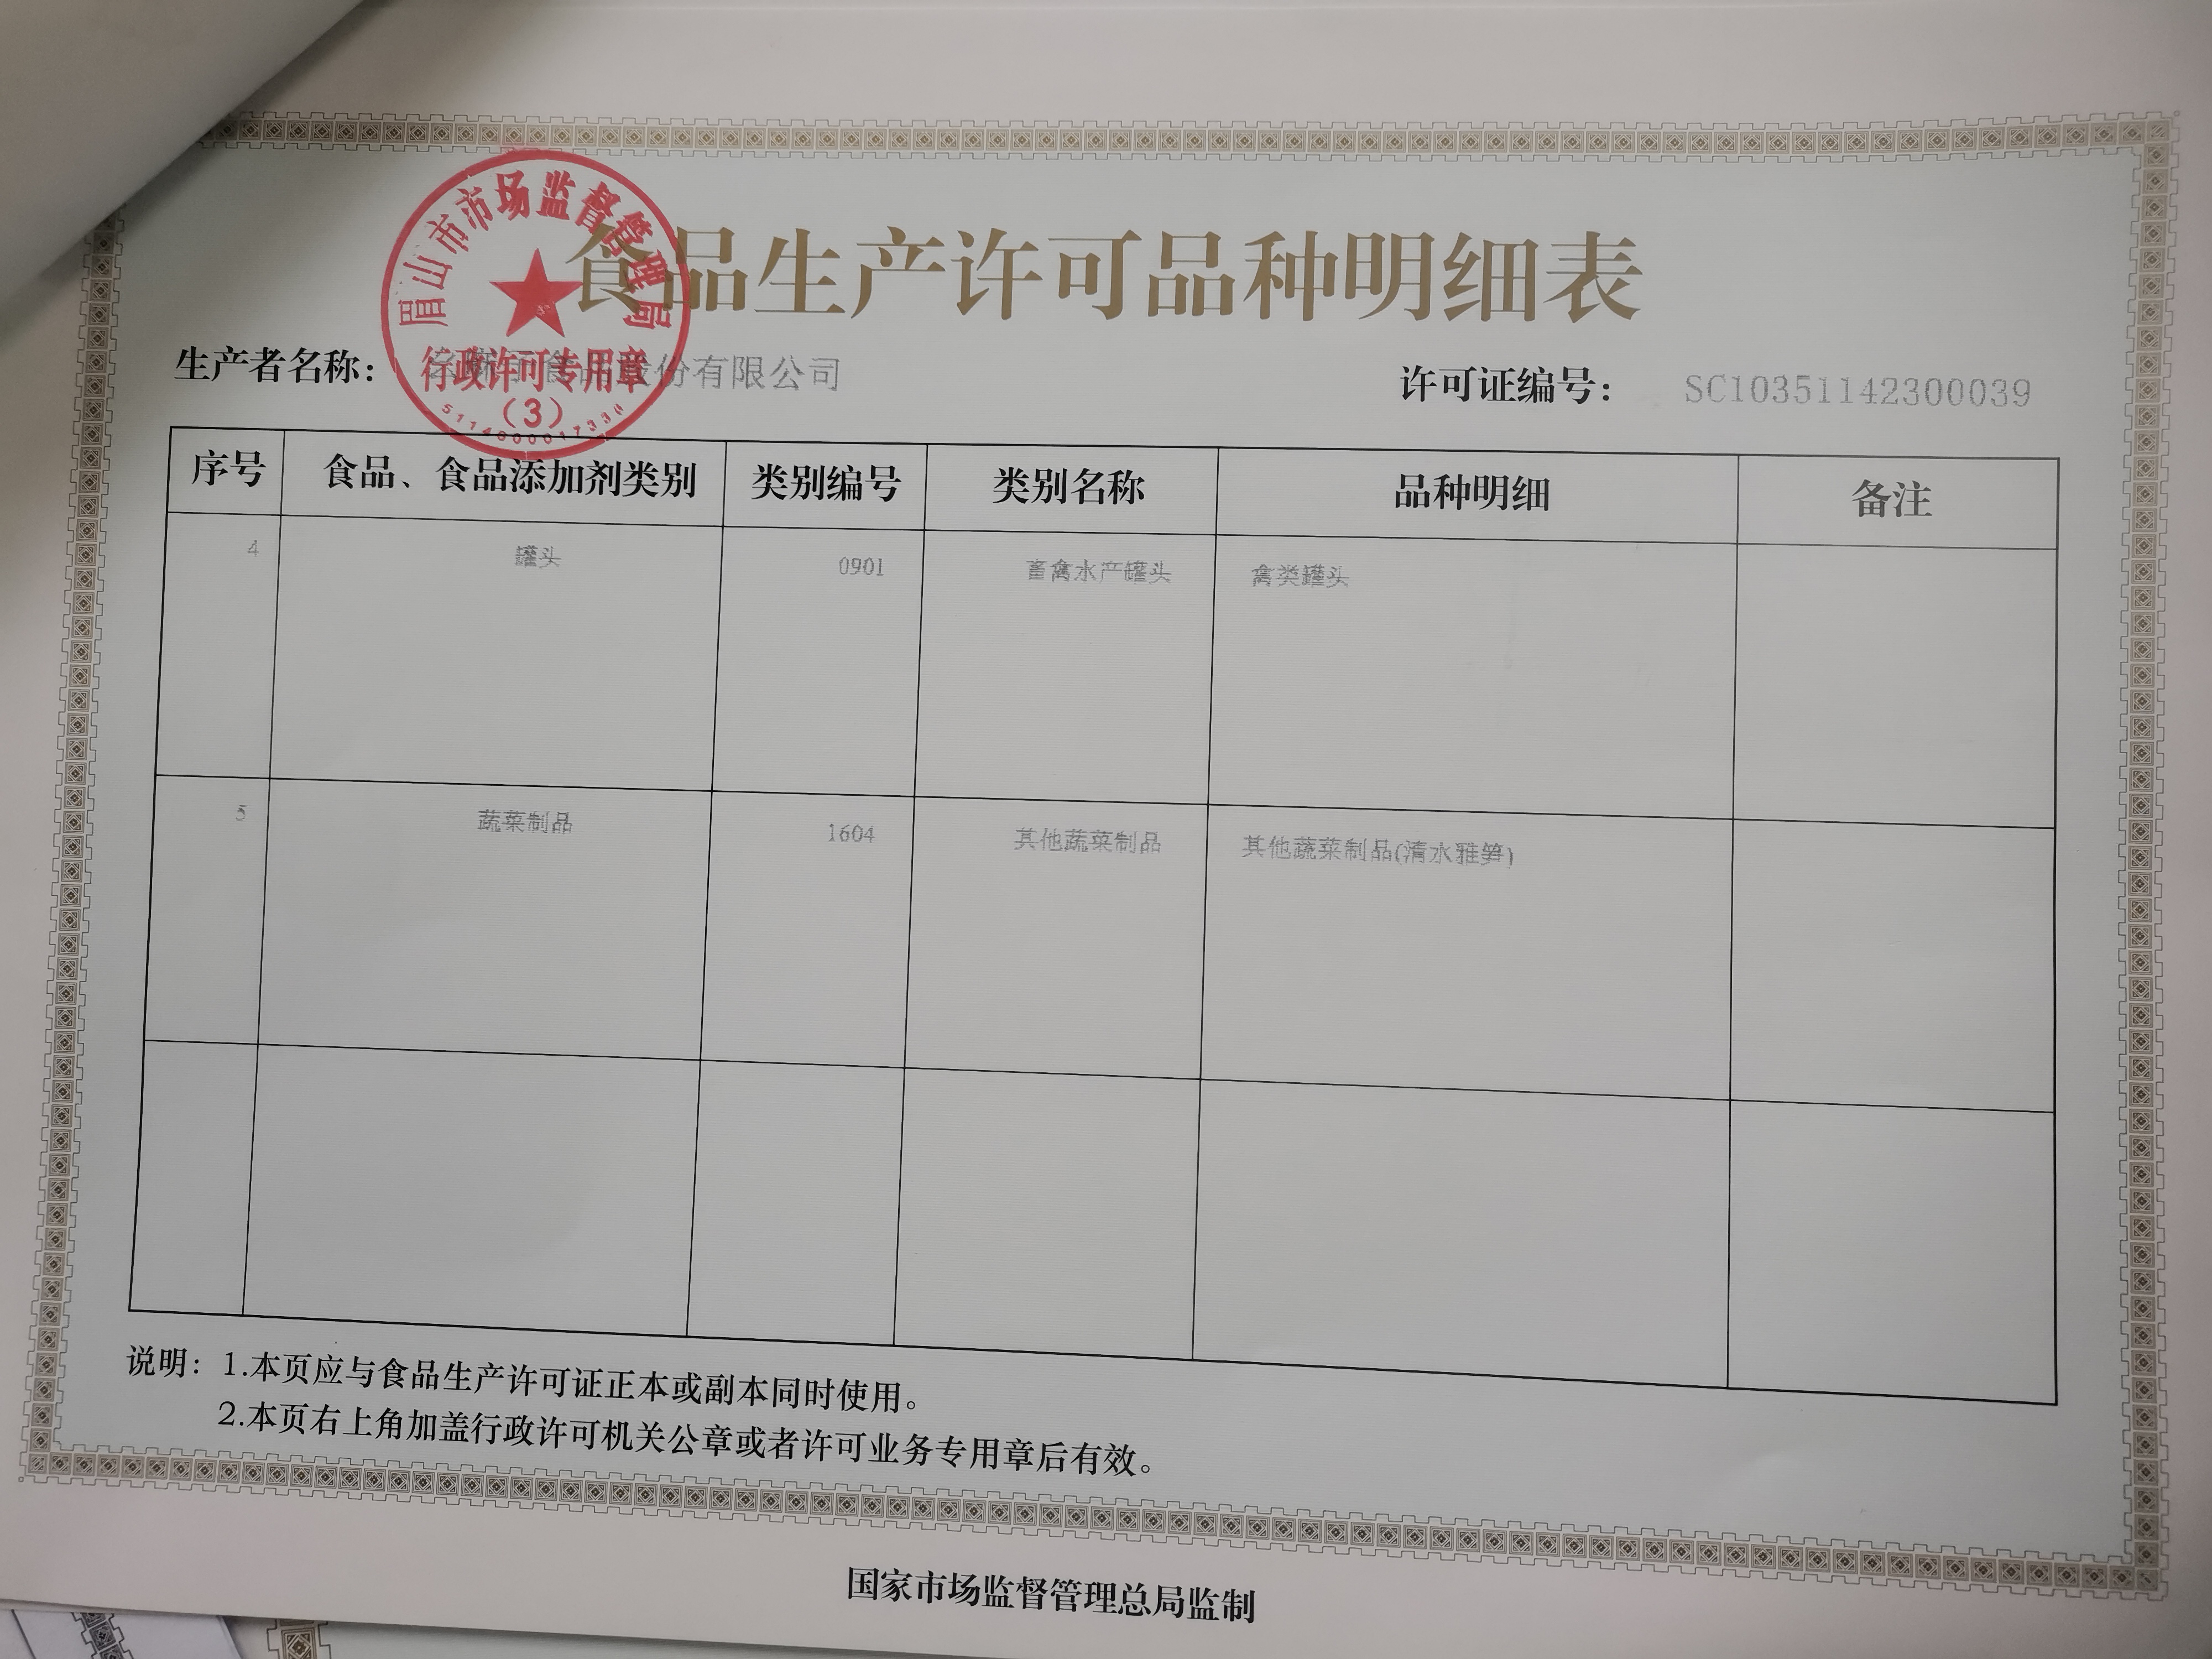 眉山市市场监督管理局
行政许可专用章
（3）
食品生产许可品种明细表
生产者名称： 食品股份有限公司
许可证编号： SC10351142300039
序号 食品、食品添加剂类别 类别编号 类别名称 品种明细 备注
4 罐头 0901 畜禽水产罐头 禽类罐头
5 蔬菜制品 1604 其他蔬菜制品 其他蔬菜制品(清水雅笋)
说明：1.本页应与食品生产许可证正本或副本同时使用。
2.本页右上角加盖行政许可机关公章或者许可业务专用章后有效。
国家市场监督管理总局监制